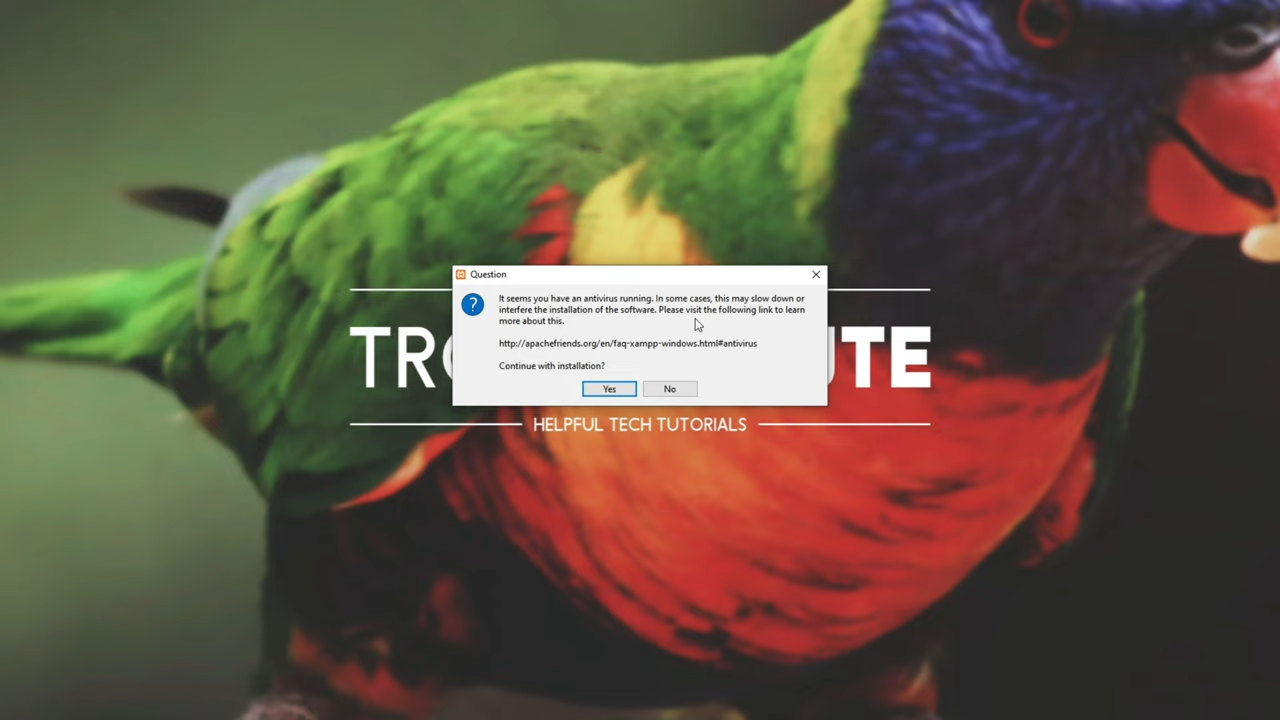 Question
It seems you have an antivirus running. In some cases, this may slow down or
interfere the installation of the software. Please visit the following link to learn
more about this.
http://apachefriends.org/en/faq-xampp-windows.html#antivirus
Continue with installation?
Yes No
HELPFUL TECH TUTORIALS